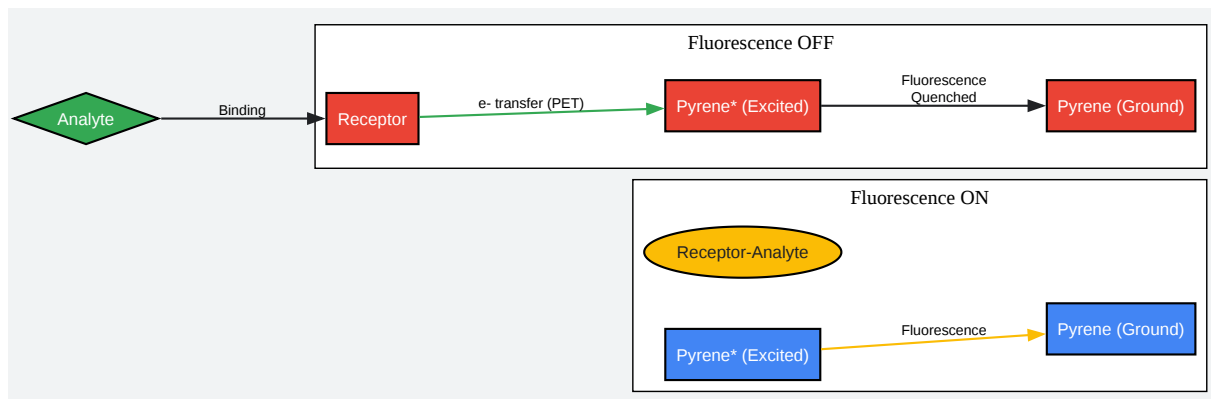 Fluorescence OFF
Analyte
Binding
Receptor
e- transfer (PET)
Pyrene* (Excited)
Fluorescence
Quenched
Pyrene (Ground)
Fluorescence ON
Receptor-Analyte
Pyrene* (Excited)
Fluorescence
Pyrene (Ground)